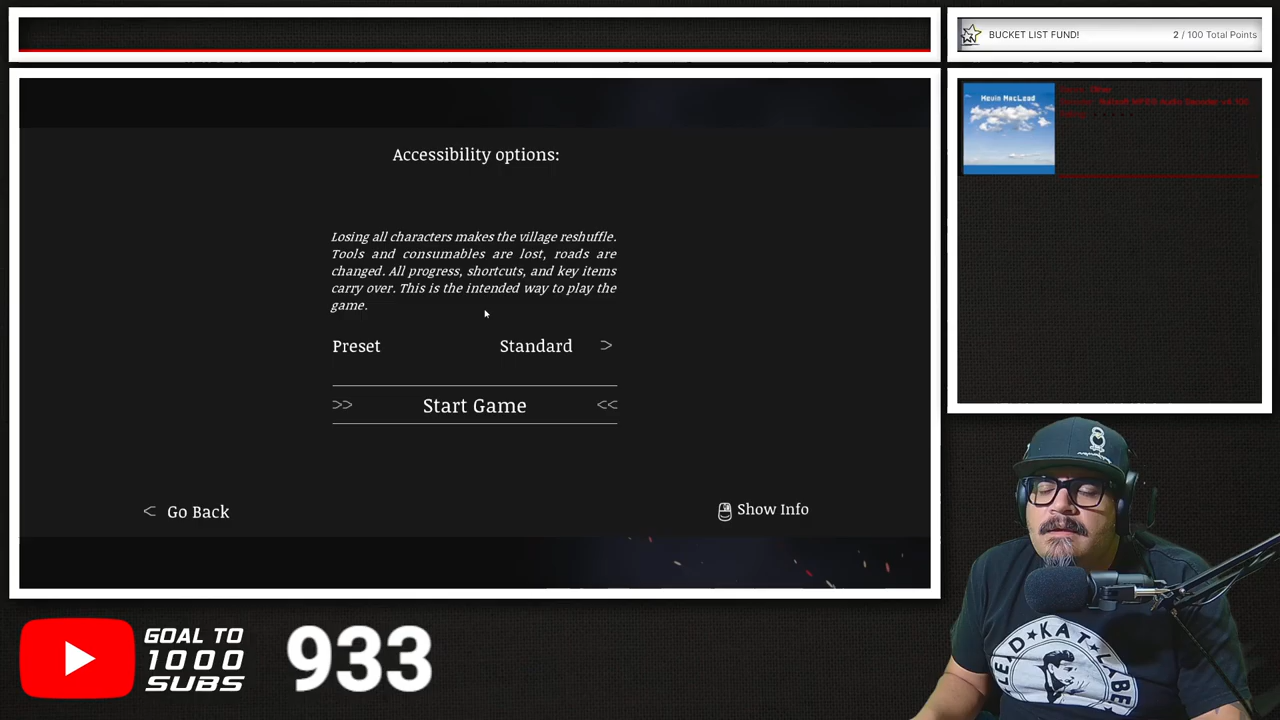 BUCKET LIST FUND!
2 / 100 Total Points
Kevin MacLeod
Accessibility options:
Losing all characters makes the village reshuffle.
Tools and consumables are lost, roads are
changed. All progress, shortcuts, and key items
carry over. This is the intended way to play the
game.
Preset Standard >
>> Start Game <<
< Go Back
Show Info
GOAL TO
1000
SUBS
933
KAT LABE